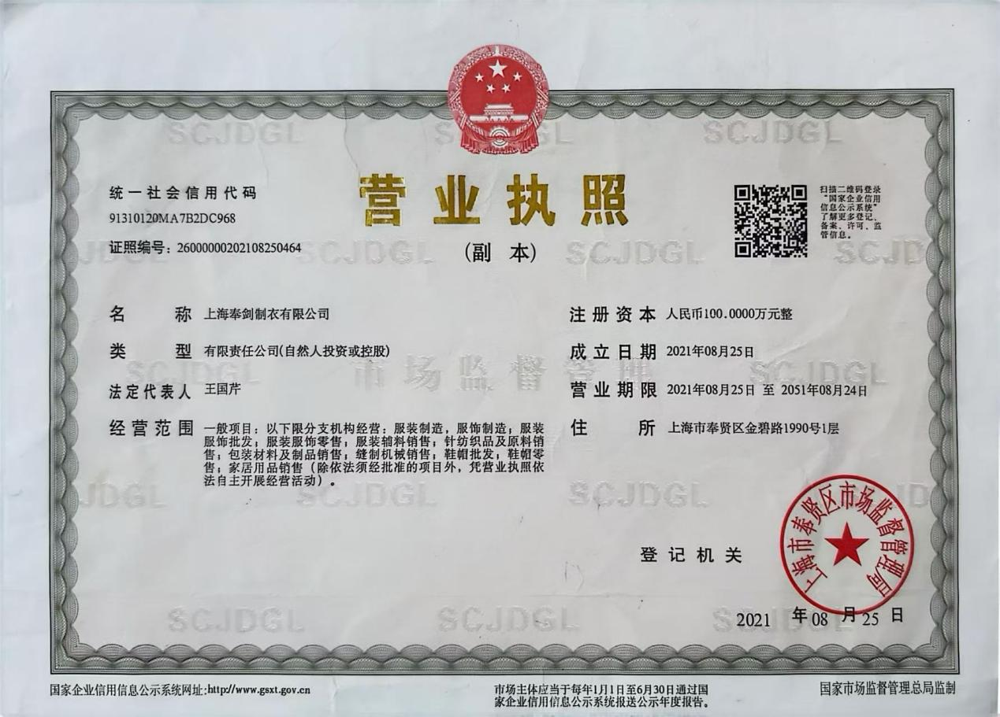 营业执照
(副 本)
统一社会信用代码
91310120MA7B2DC968
证照编号：26000000202108250464
扫描二维码登录
“国家企业信用
信息公示系统”
了解更多登记、
备案、许可、监
管信息。
名 称 上海奉剑制衣有限公司
类 型 有限责任公司(自然人投资或控股)
法定代表人 王国芹
经营范围 一般项目：以下限分支机构经营：服装制造，服饰制造；服装
服饰批发；服装服饰零售；服装辅料销售；针纺织品及原料销
售；包装材料及制品销售；缝制机械销售；鞋帽批发；鞋帽零
售；家居用品销售（除依法须经批准的项目外，凭营业执照依
法自主开展经营活动）。
注册资本 人民币100.0000万元整
成立日期 2021年08月25日
营业期限 2021年08月25日 至 2051年08月24日
住 所 上海市奉贤区金碧路1990号1层
登记机关
上海市奉贤区市场监督管理局
2021 年 08 月 25 日
SCJDGL
SCJDGL
SCJDGL
SCJDGL
SCJDGL
市场监督管理
SCJDGL
SCJDGL
SCJDGL
SCJDGL
SCJDGL
SCJDGL
国家企业信用信息公示系统网址:http://www.gsxt.gov.cn
市场主体应当于每年1月1日至6月30日通过国
家企业信用信息公示系统报送公示年度报告。
国家市场监督管理总局监制